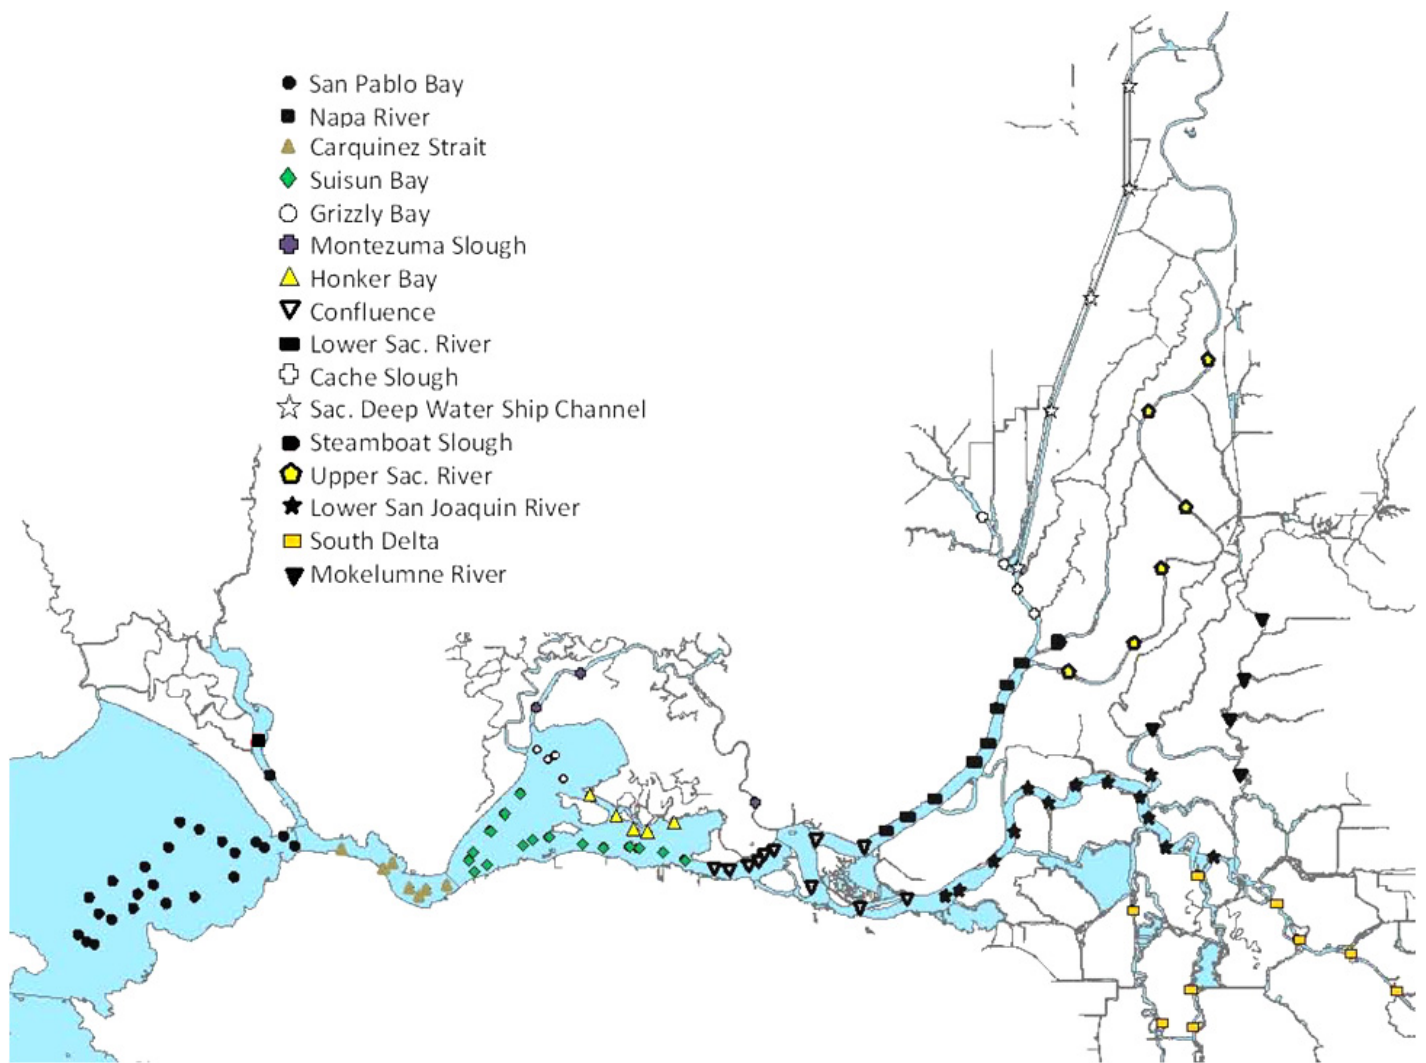 San Pablo Bay
Napa River
Carquinez Strait
Suisun Bay
Grizzly Bay
Montezuma Slough
Honker Bay
Confluence
Lower Sac. River
Cache Slough
Sac. Deep Water Ship Channel
Steamboat Slough
Upper Sac. River
Lower San Joaquin River
South Delta
Mokelumne River